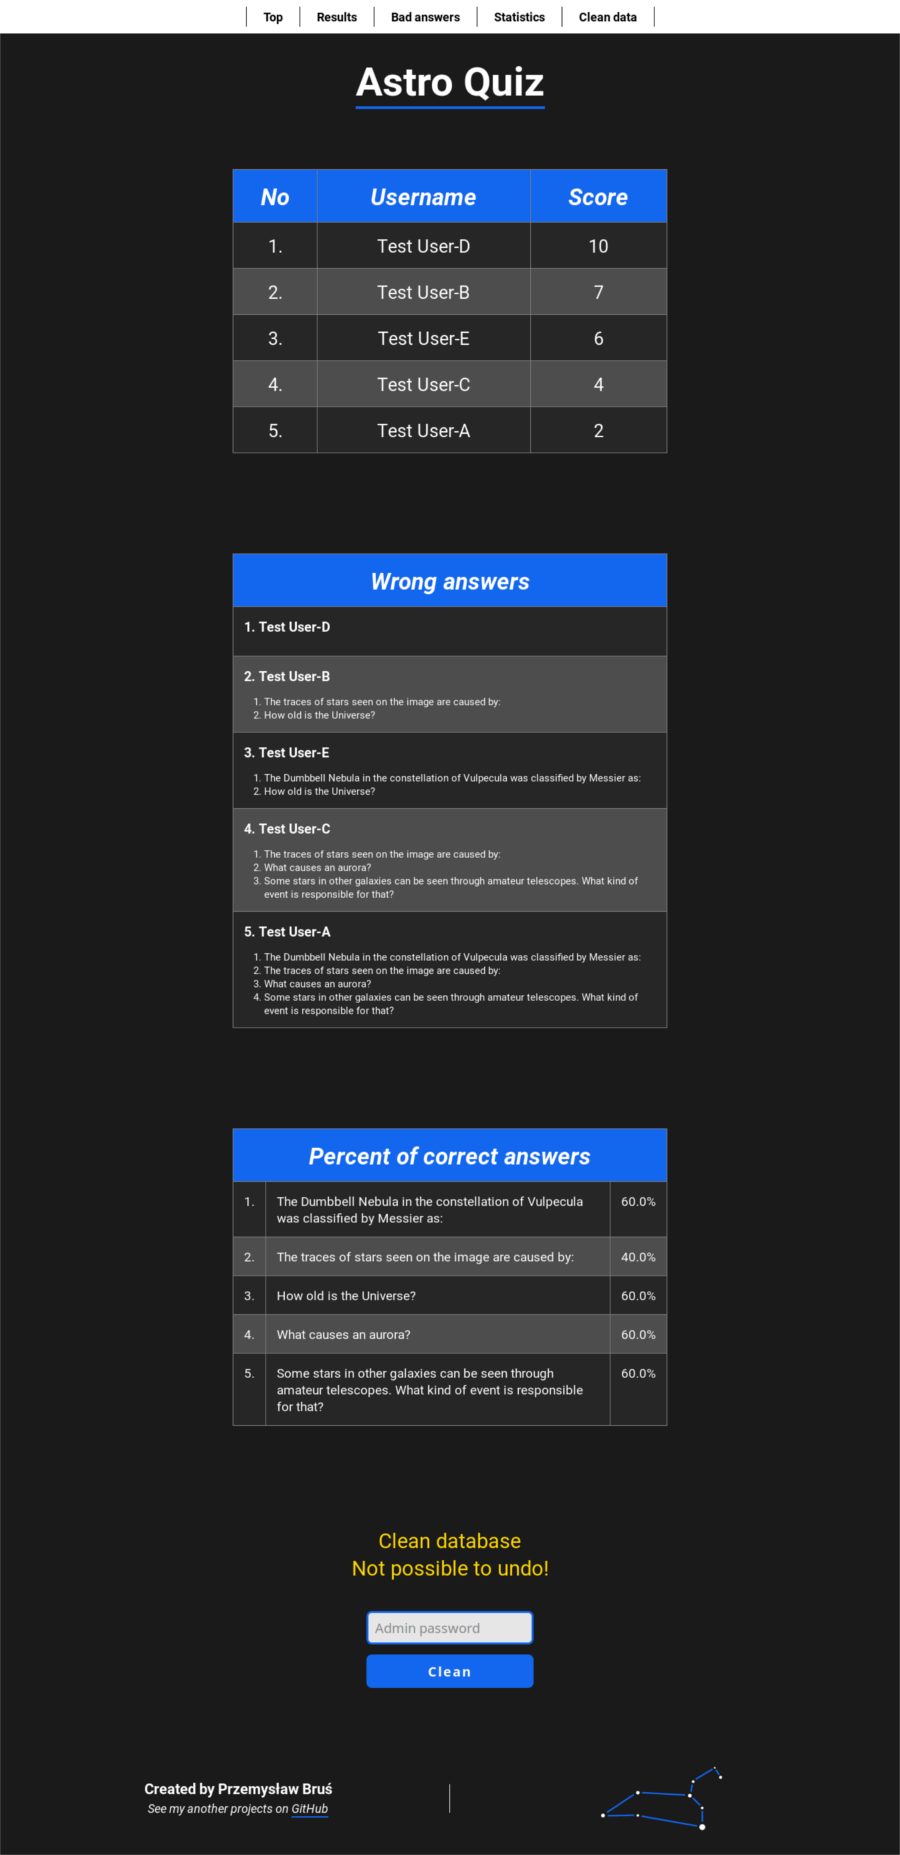 Top Results Bad answers Statistics Clean data
Astro Quiz
No Username Score
1. Test User-D 10
2. Test User-B 7
3. Test User-E 6
4. Test User-C 4
5. Test User-A 2
Wrong answers
1. Test User-D
2. Test User-B
1. The traces of stars seen on the image are caused by:
2. How old is the Universe?
3. Test User-E
1. The Dumbbell Nebula in the constellation of Vulpecula was classified by Messier as:
2. How old is the Universe?
4. Test User-C
1. The traces of stars seen on the image are caused by:
2. What causes an aurora?
3. Some stars in other galaxies can be seen through amateur telescopes. What kind of
event is responsible for that?
5. Test User-A
1. The Dumbbell Nebula in the constellation of Vulpecula was classified by Messier as:
2. The traces of stars seen on the image are caused by:
3. What causes an aurora?
4. Some stars in other galaxies can be seen through amateur telescopes. What kind of
event is responsible for that?
Percent of correct answers
1. The Dumbbell Nebula in the constellation of Vulpecula 60.0%
was classified by Messier as:
2. The traces of stars seen on the image are caused by: 40.0%
3. How old is the Universe? 60.0%
4. What causes an aurora? 60.0%
5. Some stars in other galaxies can be seen through 60.0%
amateur telescopes. What kind of event is responsible
for that?
Clean database
Not possible to undo!
Admin password
Clean
Created by Przemysław Bruś
See my another projects on GitHub